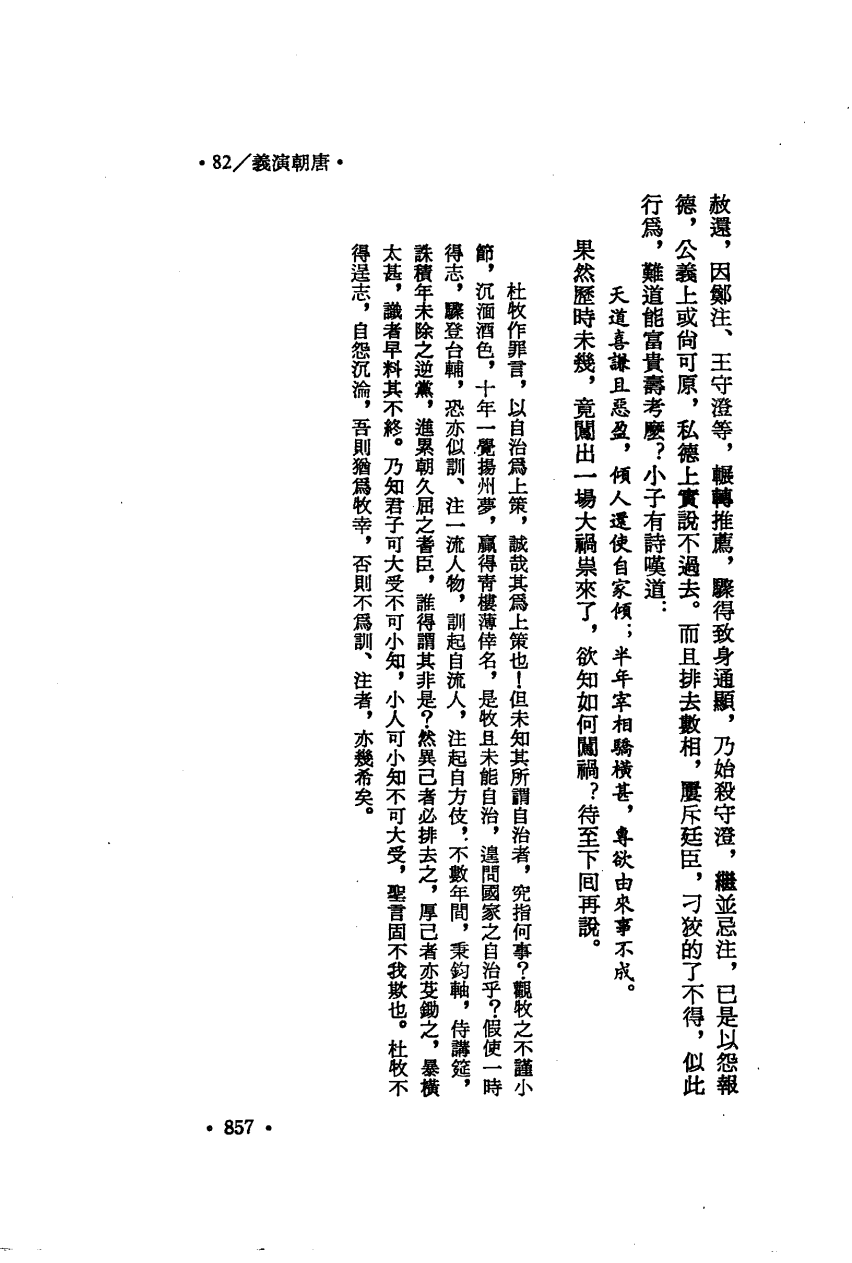 ·82／義演朝唐·
赦還，因鄭注、王守澄等，輾轉推薦，驟得致身通顯，乃始殺守澄，繼並忌注，已是以怨報
德，公義上或尙可原，私德上實說不過去。而且排去數相，屢斥廷臣，刁狡的了不得，似此
行爲，難道能富貴壽考麽？小子有詩嘆道：
天道喜謙且惡盈，傾人還使自家傾；半年宰相驕橫甚，專欲由來事不成。
果然歷時未幾，竟闖出一場大禍祟來了，欲知如何闖禍？待至下回再說。
杜牧作罪言，以自治爲上策，誠哉其爲上策也！但未知其所謂自治者，究指何事？觀牧之不謹小
節，沉湎酒色，十年一覺揚州夢，贏得靑樓薄倖名，是牧且未能自治，遑問國家之自治乎？假使一時
得志，驟登台輔，恐亦似訓、注一流人物，訓起自流人，注起自方伎，不數年間，秉鈞軸，侍講筵，
誅積年未除之逆黨，進累朝久屈之耆臣，誰得謂其非是？然異己者必排去之，厚己者亦芟鋤之，暴橫
太甚，識者早料其不終。乃知君子可大受不可小知，小人可小知不可大受，聖言固不我欺也。杜牧不
得逞志，自怨沉淪，吾則猶爲牧幸，否則不爲訓、注者，亦幾希矣。
·857·